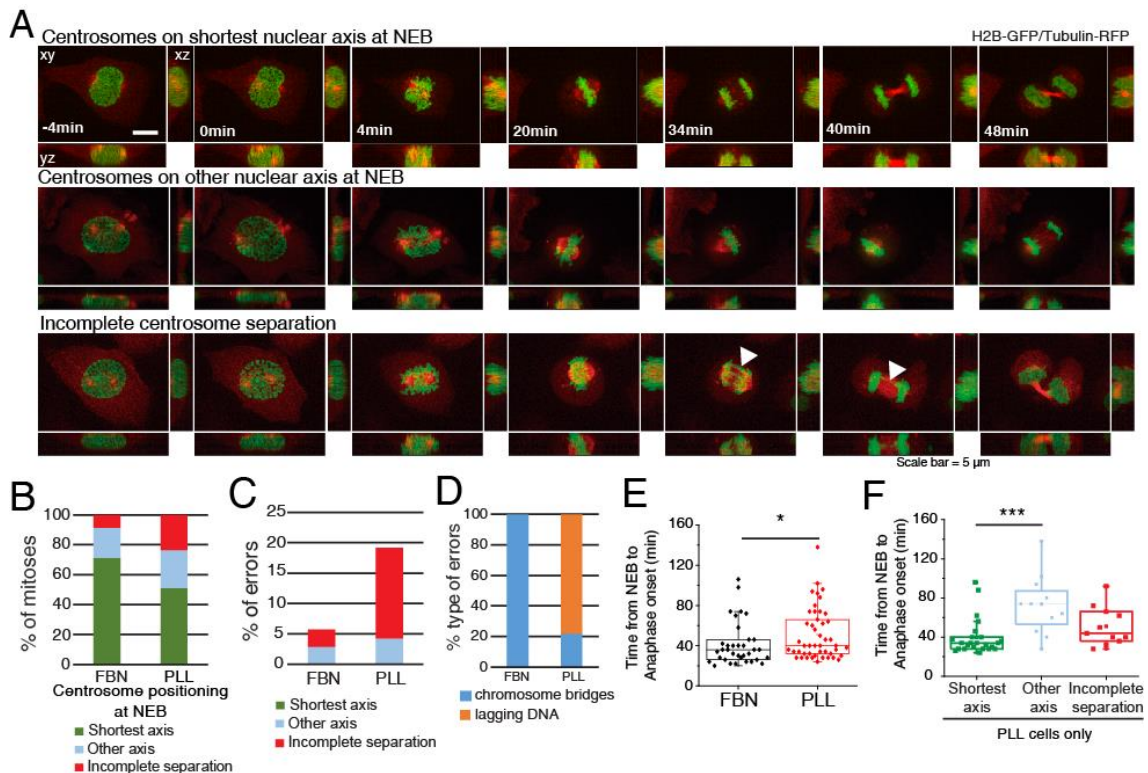 A
Centrosomes on shortest nuclear axis at NEB
H2B-GFP/Tubulin-RFP
xy
xz
yz
-4min
0min
4min
20min
34min
40min
48min
Centrosomes on other nuclear axis at NEB
Incomplete centrosome separation
Scale bar = 5 µm
B
% of mitoses
100
80
60
40
20
0
FBN
PLL
Centrosome positioning
at NEB
Shortest axis
Other axis
Incomplete separation
C
% of errors
25
20
15
10
5
0
FBN
PLL
Shortest axis
Other axis
Incomplete separation
D
% type of errors
100
80
60
40
20
0
FBN
PLL
chromosome bridges
lagging DNA
E
Time from NEB to
Anaphase onset (min)
160
120
80
40
0
*
FBN
PLL
F
Time from NEB to
Anaphase onset (min)
160
120
80
40
0
***
Shortest
axis
Other
axis
Incomplete
separation
PLL cells only